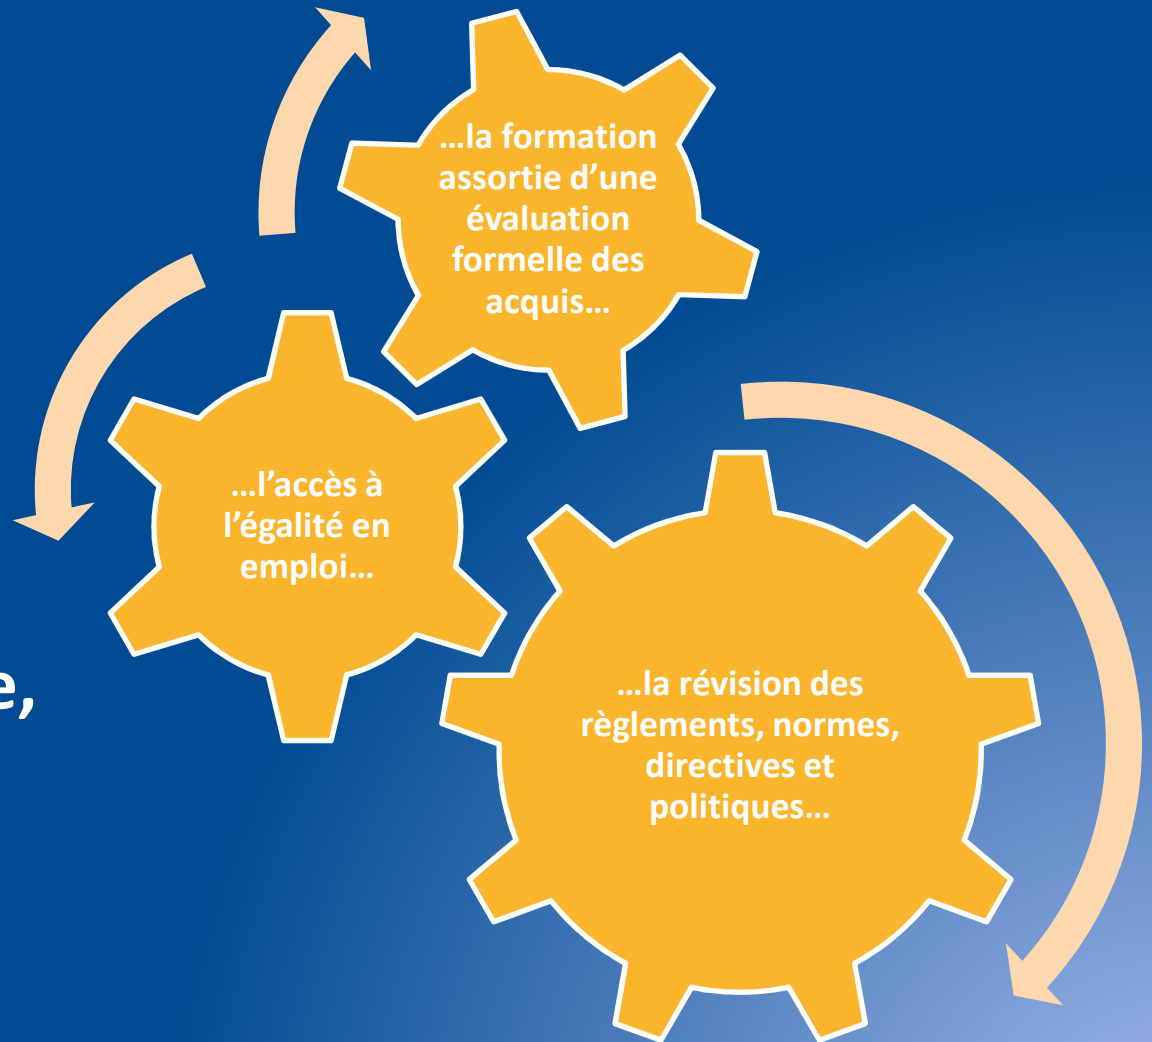 …la formation
assortie d’une
évaluation
formelle des
acquis…
…l’accès à
l’égalité en
emploi…
e,
…la révision des
règlements, normes,
directives et
politiques…